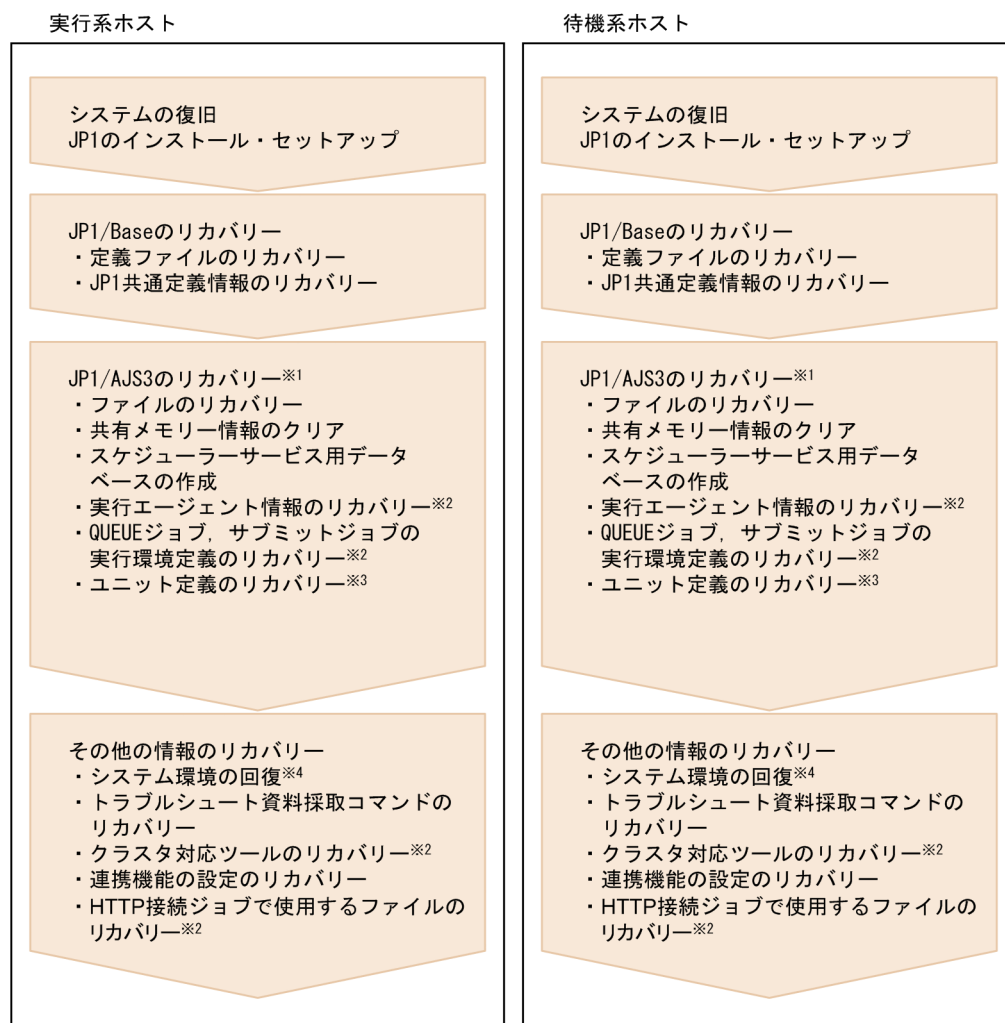 実行系ホスト
システムの復旧
JP1のインストール・セットアップ
JP1/Baseのリカバリー
・定義ファイルのリカバリー
・JP1共通定義情報のリカバリー
JP1/AJS3のリカバリー※1
・ファイルのリカバリー
・共有メモリー情報のクリア
・スケジューラーサービス用データ
ベースの作成
・実行エージェント情報のリカバリー※2
・QUEUEジョブ，サブミットジョブの
実行環境定義のリカバリー※2
・ユニット定義のリカバリー※3
その他の情報のリカバリー
・システム環境の回復※4
・トラブルシュート資料採取コマンドの
リカバリー
・クラスタ対応ツールのリカバリー※2
・連携機能の設定のリカバリー
・HTTP接続ジョブで使用するファイルの
リカバリー※2
待機系ホスト
システムの復旧
JP1のインストール・セットアップ
JP1/Baseのリカバリー
・定義ファイルのリカバリー
・JP1共通定義情報のリカバリー
JP1/AJS3のリカバリー※1
・ファイルのリカバリー
・共有メモリー情報のクリア
・スケジューラーサービス用データ
ベースの作成
・実行エージェント情報のリカバリー※2
・QUEUEジョブ，サブミットジョブの
実行環境定義のリカバリー※2
・ユニット定義のリカバリー※3
その他の情報のリカバリー
・システム環境の回復※4
・トラブルシュート資料採取コマンドの
リカバリー
・クラスタ対応ツールのリカバリー※2
・連携機能の設定のリカバリー
・HTTP接続ジョブで使用するファイルの
リカバリー※2